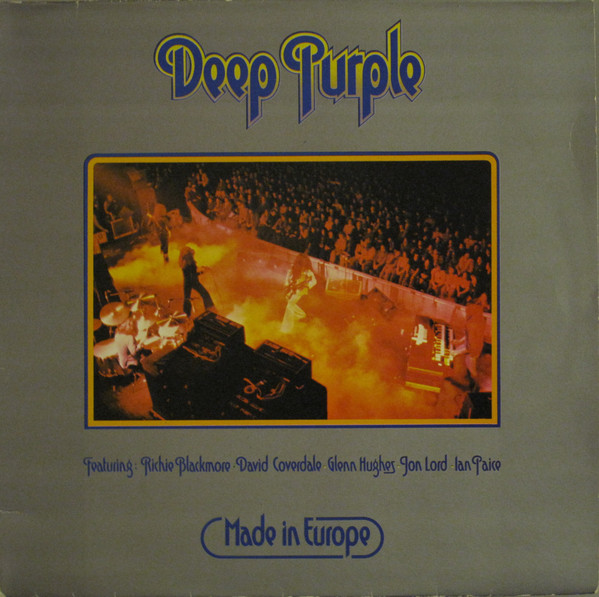 Deep Purple
Featuring: Richie Blackmore · David Coverdale · Glenn Hughes · Jon Lord · Ian Paice
Made in Europe